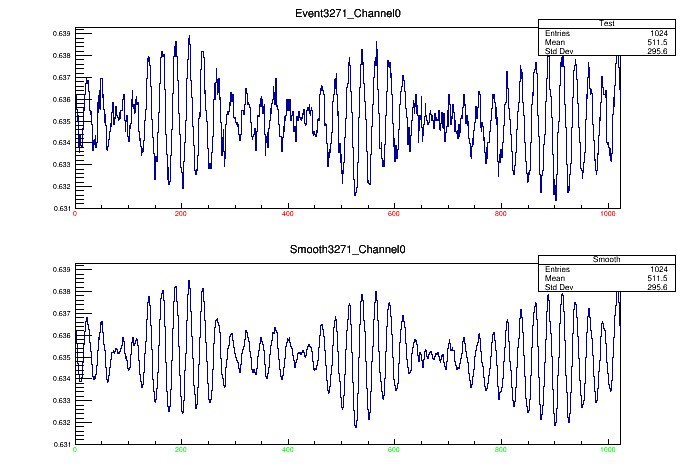 Event3271_Channel0
Test
Entries 1024
Mean 511.5
Std Dev 295.6
0.639
0.638
0.637
0.636
0.635
0.634
0.633
0.632
0.631
0 200 400 600 800 1000
Smooth3271_Channel0
Smooth
Entries 1024
Mean 511.5
Std Dev 295.6
0.639
0.638
0.637
0.636
0.635
0.634
0.633
0.632
0.631
0 200 400 600 800 1000